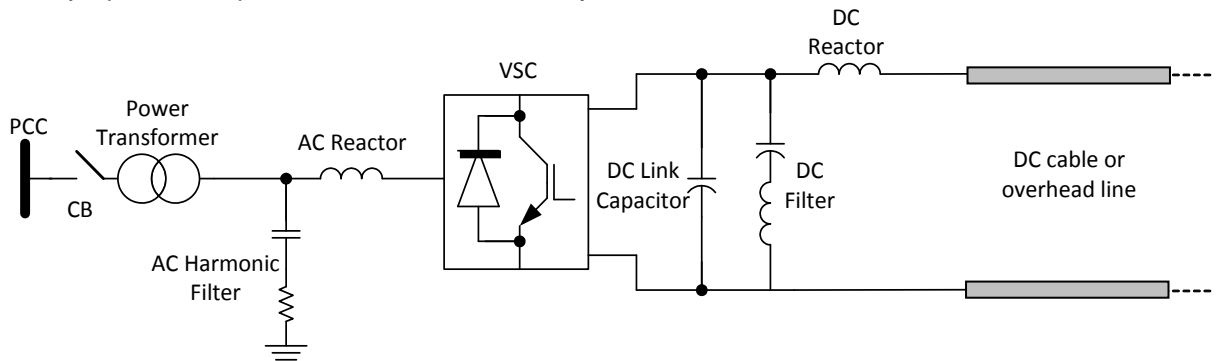 DC
Reactor
VSC
Power
Transformer
PCC
AC Reactor
CB
DC Link
Capacitor
DC
Filter
DC cable or
overhead line
AC Harmonic
Filter